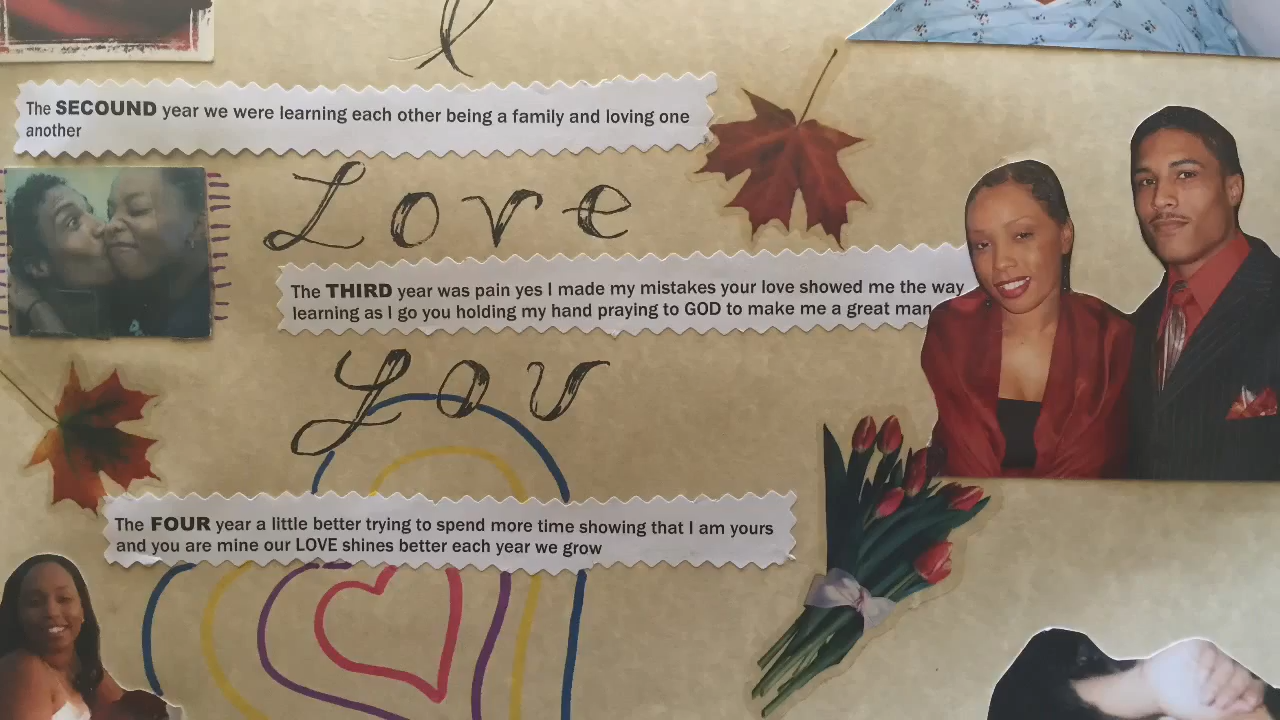 I
The SECOUND year we were learning each other being a family and loving one
another
Love
The THIRD year was pain yes I made my mistakes your love showed me the way
learning as I go you holding my hand praying to GOD to make me a great man
You
The FOUR year a little better trying to spend more time showing that I am yours
and you are mine our LOVE shines better each year we grow